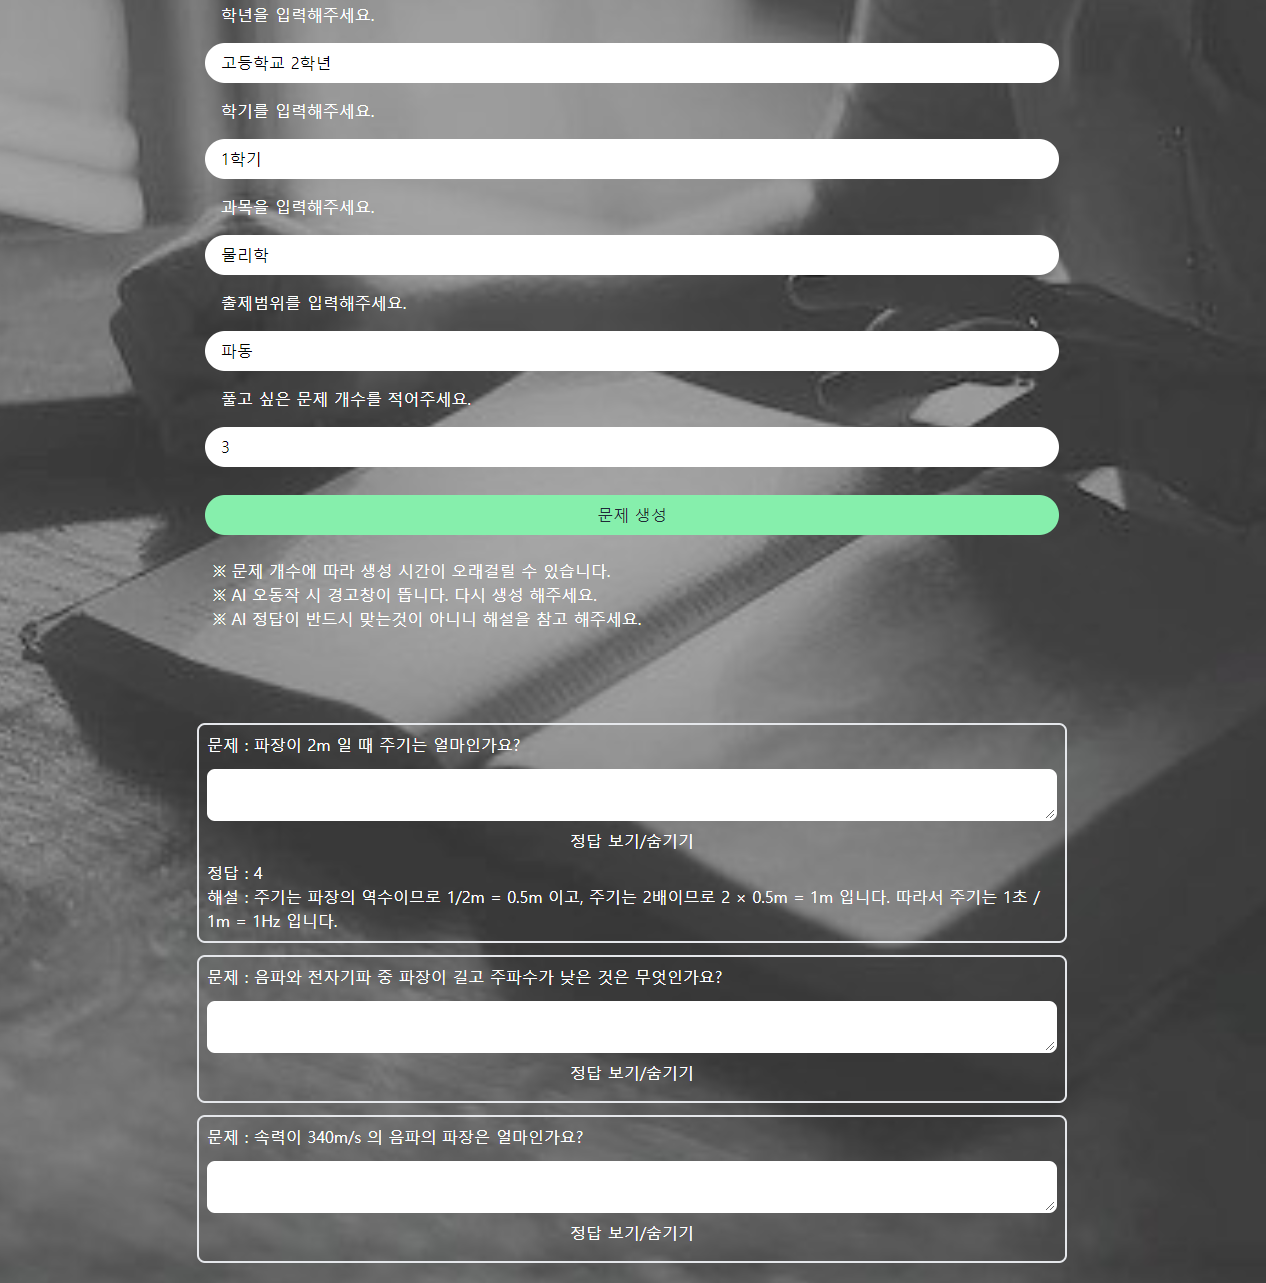 학년을 입력해주세요.
고등학교 2학년
학기를 입력해주세요.
1학기
과목을 입력해주세요.
물리학
출제범위를 입력해주세요.
파동
풀고 싶은 문제 개수를 적어주세요.
3
문제 생성
※ 문제 개수에 따라 생성 시간이 오래걸릴 수 있습니다.
※ AI 오동작 시 경고창이 뜹니다. 다시 생성 해주세요.
※ AI 정답이 반드시 맞는것이 아니니 해설을 참고 해주세요.
문제 : 파장이 2m 일 때 주기는 얼마인가요?
정답 보기/숨기기
정답 : 4
해설 : 주기는 파장의 역수이므로 1/2m = 0.5m 이고, 주기는 2배이므로 2 × 0.5m = 1m 입니다. 따라서 주기는 1초 /
1m = 1Hz 입니다.
문제 : 음파와 전자기파 중 파장이 길고 주파수가 낮은 것은 무엇인가요?
정답 보기/숨기기
문제 : 속력이 340m/s 의 음파의 파장은 얼마인가요?
정답 보기/숨기기